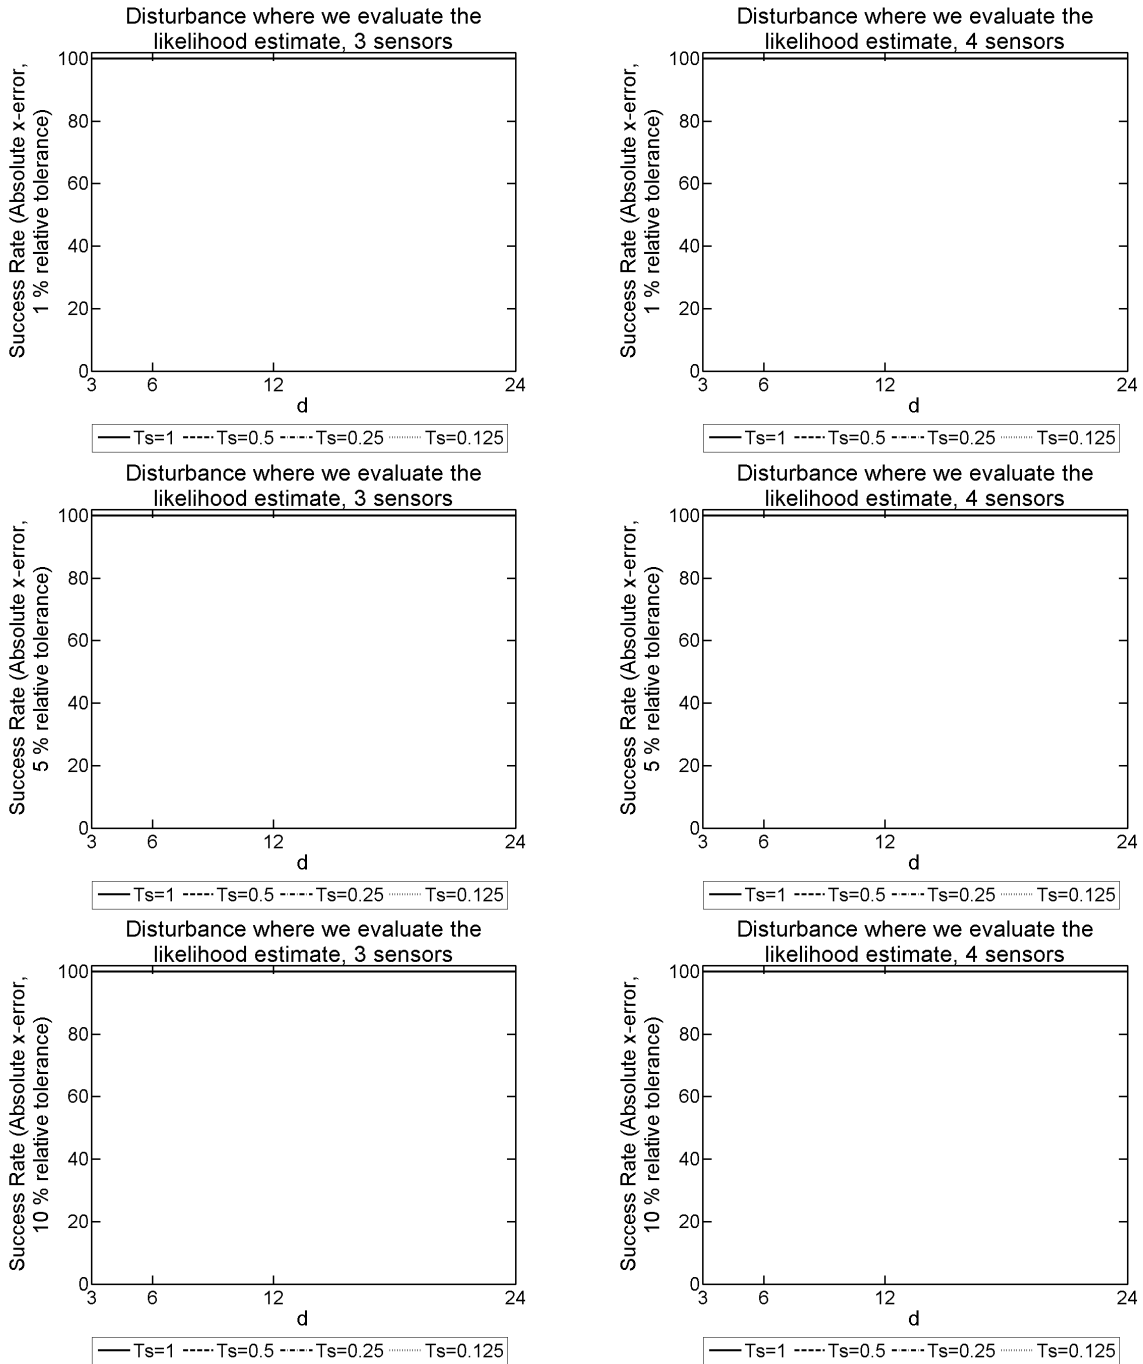 Disturbance where we evaluate the
likelihood estimate, 3 sensors
Success Rate (Absolute x-error,
1 % relative tolerance)
100
80
60
40
20
0
3 6 12 24
d
Ts=1 Ts=0.5 Ts=0.25 Ts=0.125
Disturbance where we evaluate the
likelihood estimate, 4 sensors
Success Rate (Absolute x-error,
1 % relative tolerance)
100
80
60
40
20
0
3 6 12 24
d
Ts=1 Ts=0.5 Ts=0.25 Ts=0.125
Disturbance where we evaluate the
likelihood estimate, 3 sensors
Success Rate (Absolute x-error,
5 % relative tolerance)
100
80
60
40
20
0
3 6 12 24
d
Ts=1 Ts=0.5 Ts=0.25 Ts=0.125
Disturbance where we evaluate the
likelihood estimate, 4 sensors
Success Rate (Absolute x-error,
5 % relative tolerance)
100
80
60
40
20
0
3 6 12 24
d
Ts=1 Ts=0.5 Ts=0.25 Ts=0.125
Disturbance where we evaluate the
likelihood estimate, 3 sensors
Success Rate (Absolute x-error,
10 % relative tolerance)
100
80
60
40
20
0
3 6 12 24
d
Ts=1 Ts=0.5 Ts=0.25 Ts=0.125
Disturbance where we evaluate the
likelihood estimate, 4 sensors
Success Rate (Absolute x-error,
10 % relative tolerance)
100
80
60
40
20
0
3 6 12 24
d
Ts=1 Ts=0.5 Ts=0.25 Ts=0.125